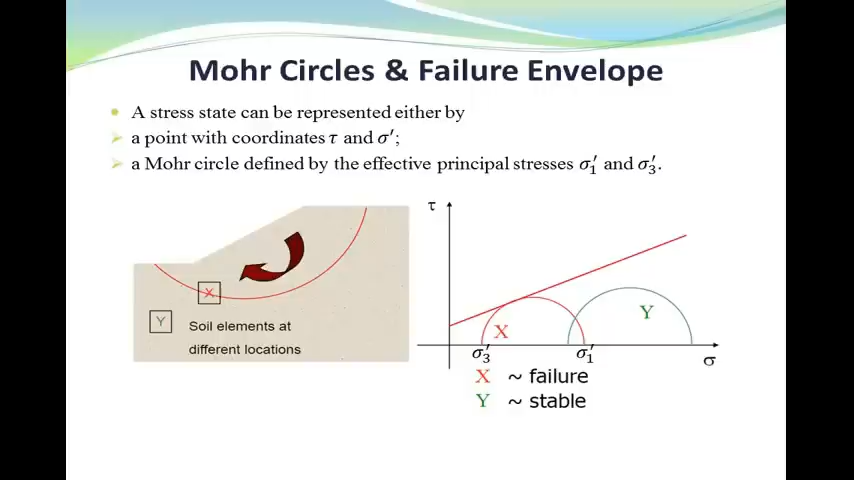 Mohr Circles & Failure Envelope
A stress state can be represented either by
a point with coordinates τ and σ′;
a Mohr circle defined by the effective principal stresses σ′₁ and σ′₃.
X
Y
Soil elements at
different locations
τ
X
Y
σ′₃
σ′₁
σ
X ~ failure
Y ~ stable